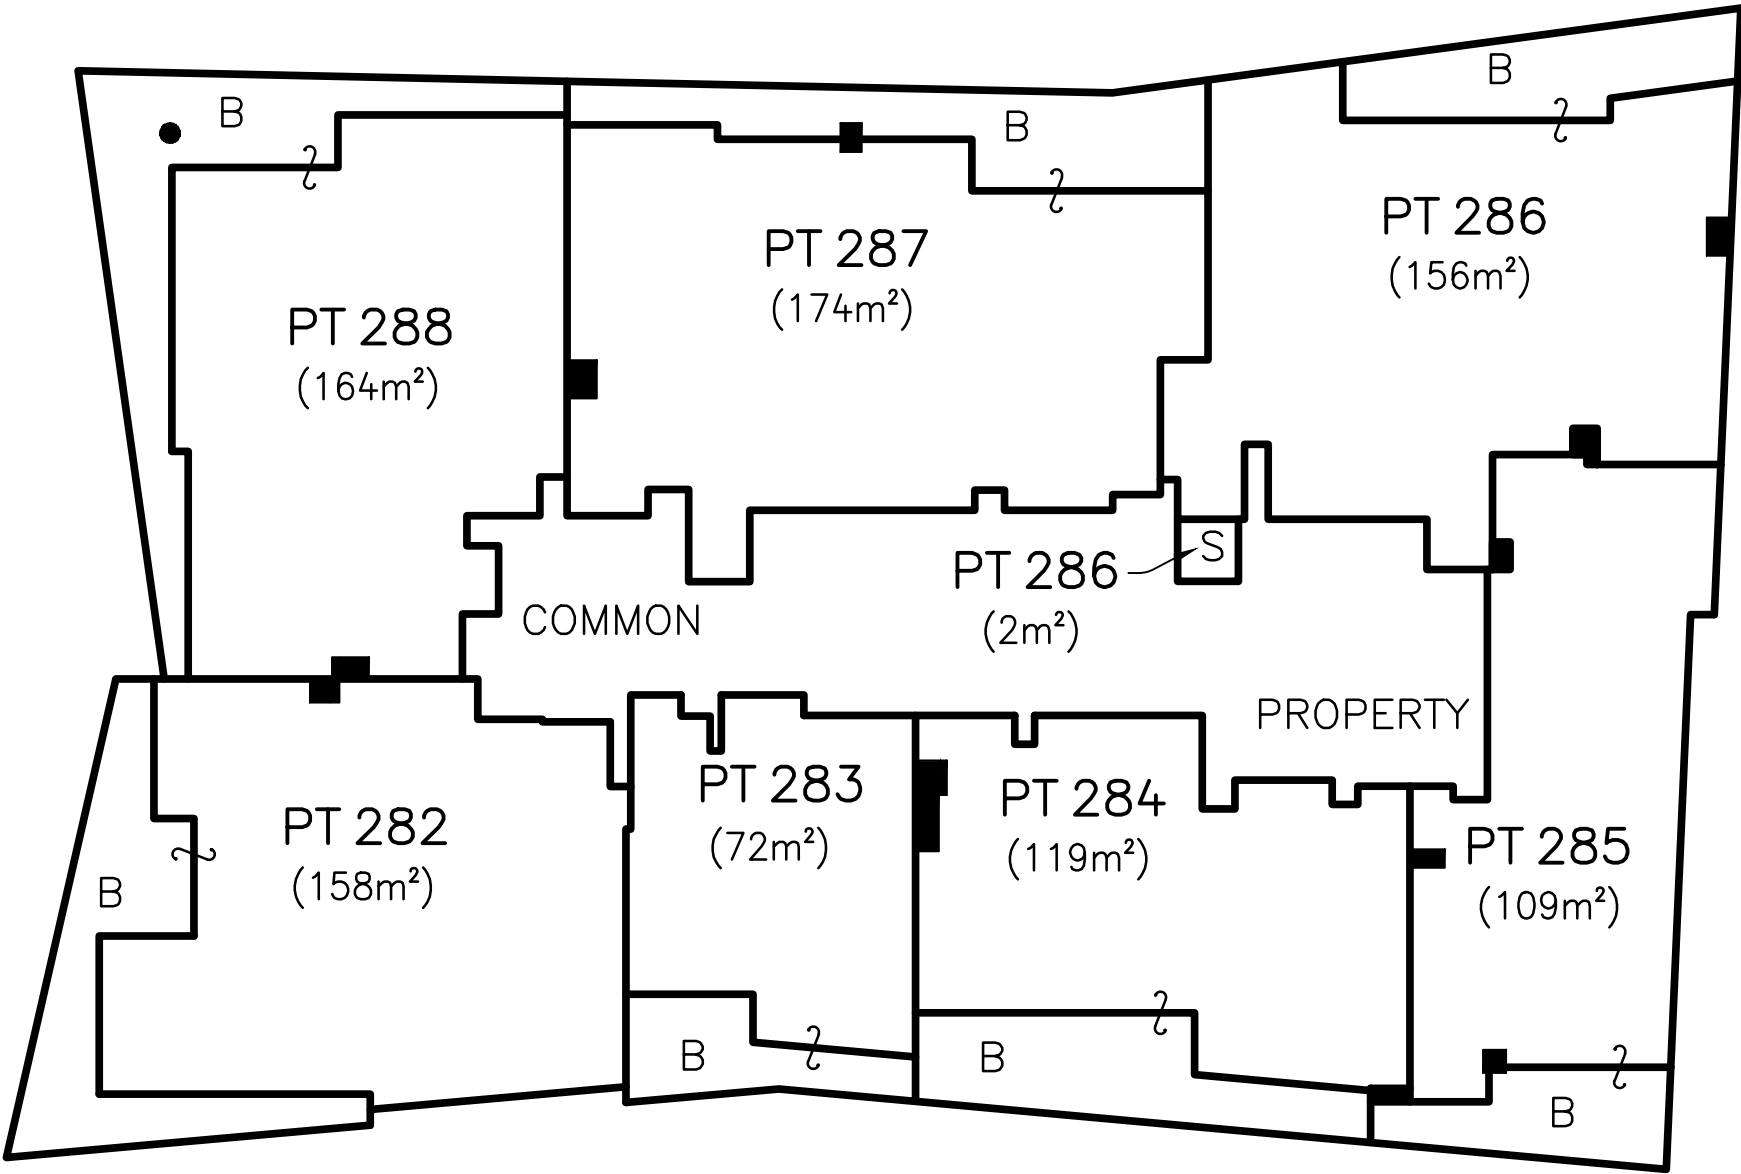 B
B
B
PT 286
(156m²)
PT 287
(174m²)
PT 288
(164m²)
S
PT 286
(2m²)
COMMON
PROPERTY
PT 283
(72m²)
PT 284
(119m²)
PT 282
(158m²)
PT 285
(109m²)
B
B
B
B